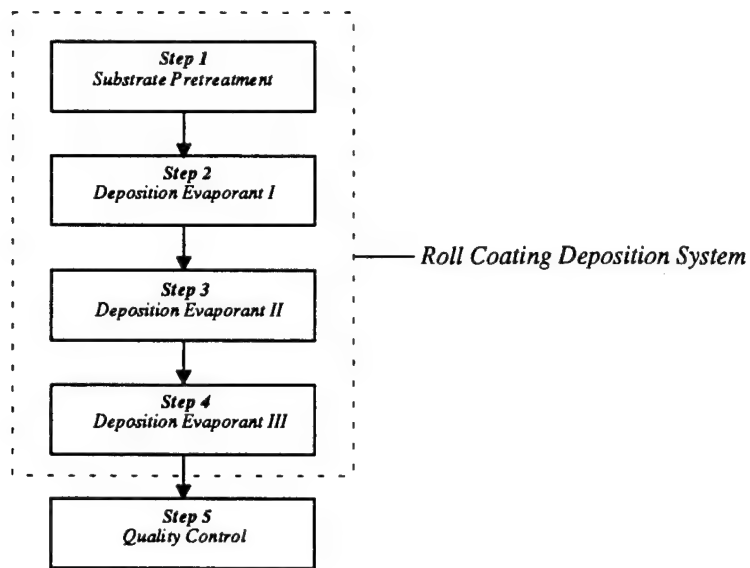 Step 1
Substrate Pretreatment
Step 2
Deposition Evaporant I
Step 3
Deposition Evaporant II
Roll Coating Deposition System
Step 4
Deposition Evaporant III
Step 5
Quality Control